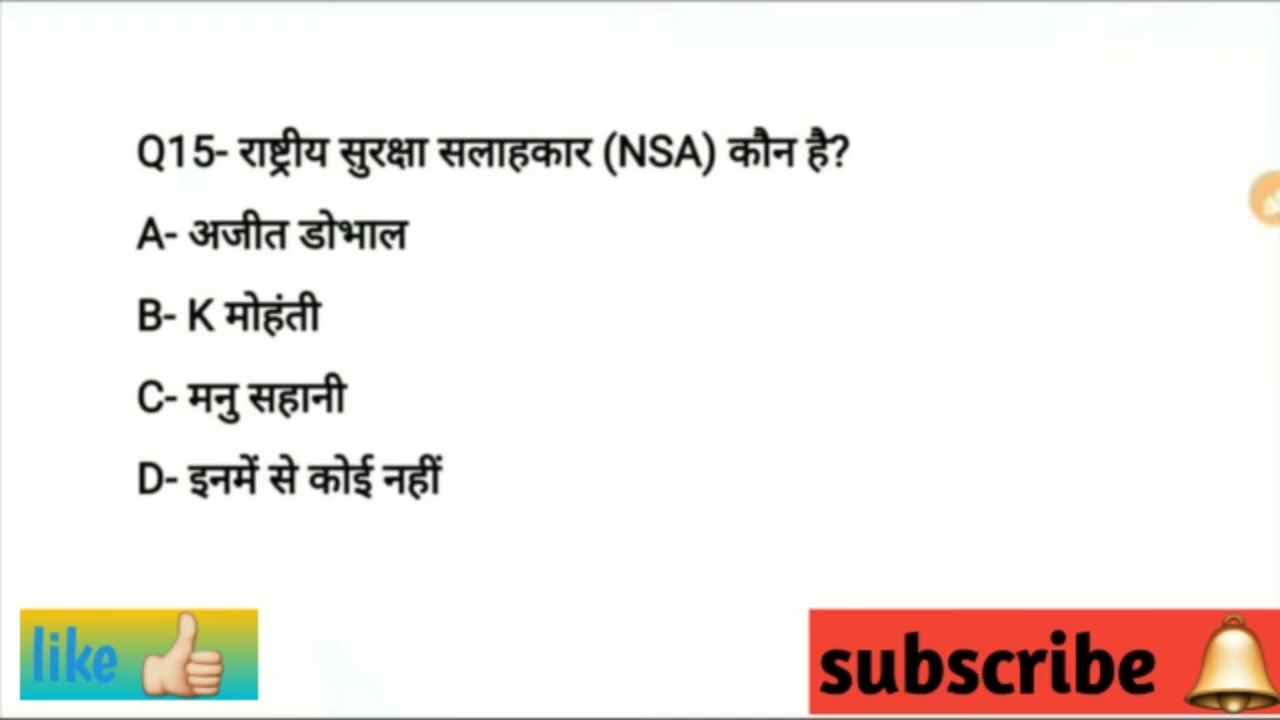 Q15- राष्ट्रीय सुरक्षा सलाहकार (NSA) कौन है?
A- अजीत डोभाल
B- K मोहंती
C- मनु सहानी
D- इनमें से कोई नहीं
like
subscribe